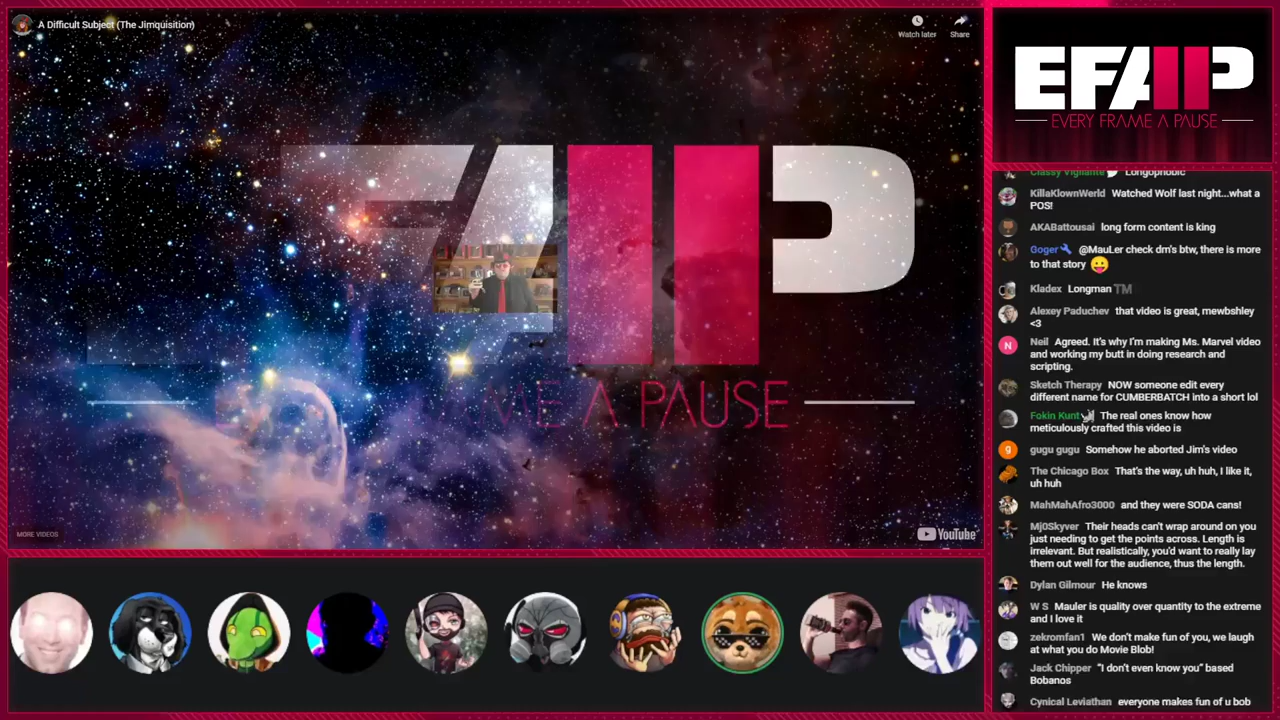 A Difficult Subject (The Jimquisition)
Watch later
Share
ME A PAUSE
MORE VIDEOS
YouTube
EFAP
EVERY FRAME A PAUSE
Classy Vigilante Longophobic
KillaKlownWerld Watched Wolf last night...what a
POS!
AKABattousai long form content is king
Goger @MauLer check dm's btw, there is more
to that story
Kladex Longman TM
Alexey Paduchev that video is great, mewbshley
<3
N
Neil Agreed. It's why I'm making Ms. Marvel video
and working my butt in doing research and
scripting.
Sketch Therapy NOW someone edit every
different name for CUMBERBATCH into a short lol
Fokin Kunt The real ones know how
meticulously crafted this video is
g
gugu gugu Somehow he aborted Jim's video
The Chicago Box That's the way, uh huh, I like it,
uh huh
MahMahAfro3000 and they were SODA cans!
Mj0Skyver Their heads can't wrap around on you
just needing to get the points across. Length is
irrelevant. But realistically, you'd want to really lay
them out well for the audience, thus the length.
Dylan Gilmour He knows
W S Mauler is quality over quantity to the extreme
and I love it
zekromfan1 We don't make fun of you, we laugh
at what you do Movie Blob!
Jack Chipper "I don't even know you" based
Bobanos
Cynical Leviathan everyone makes fun of u bob